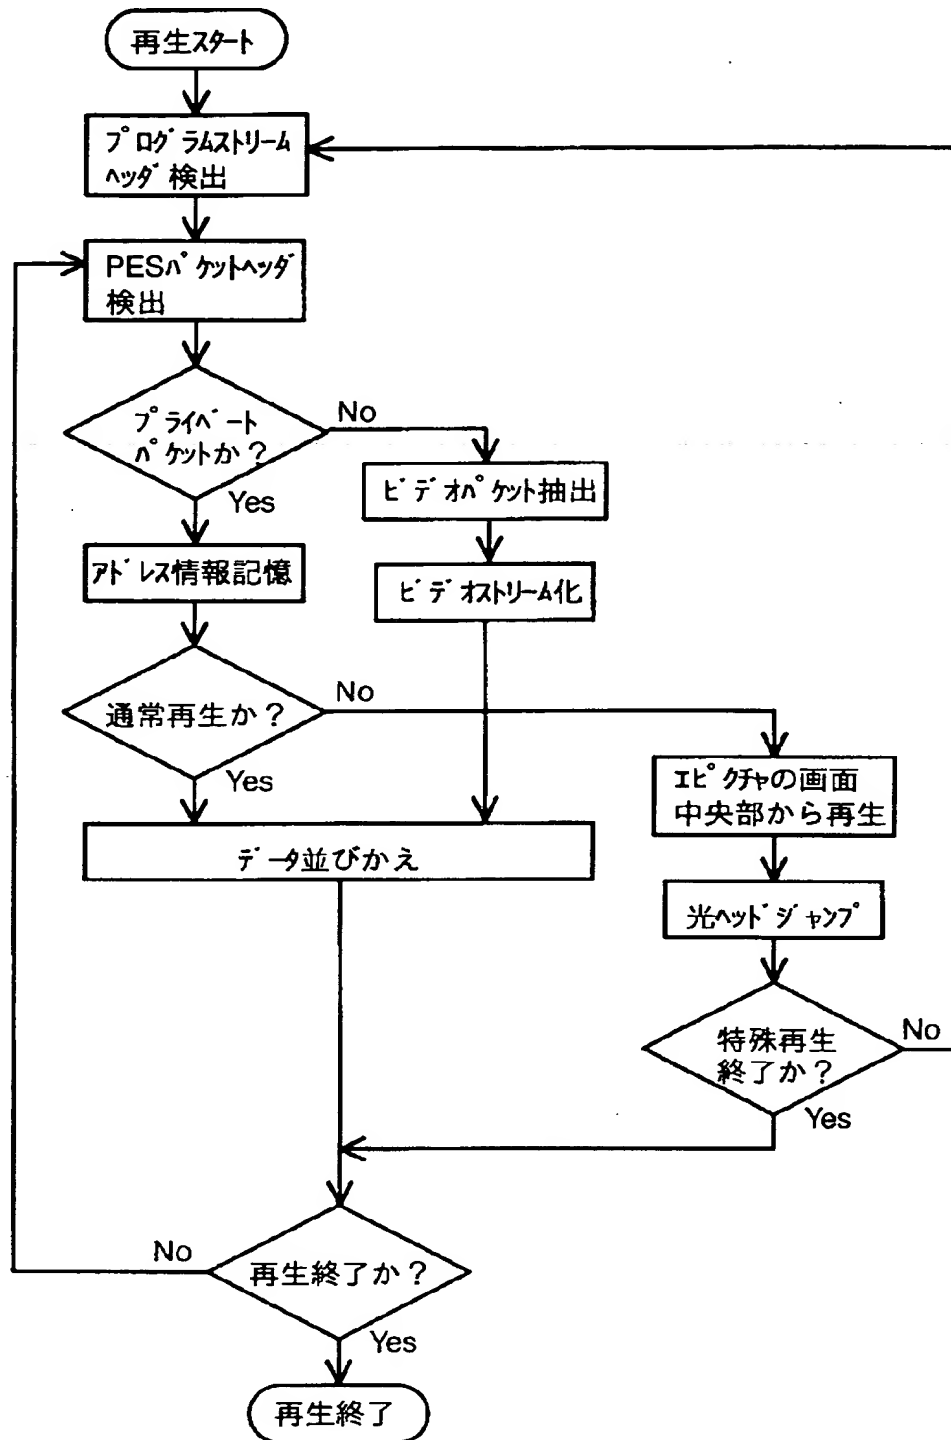 再生スタート
プログラムストリーム
ヘッダ検出
PESパケットヘッダ
検出
プライベート
パケットか？
No
Yes
ビデオパケット抽出
アドレス情報記憶
ビデオストリーム化
通常再生か？
No
Yes
エピクチャの画面
中央部から再生
データ並びかえ
光ヘッドジャンプ
特殊再生
終了か？
No
Yes
再生終了か？
No
Yes
再生終了